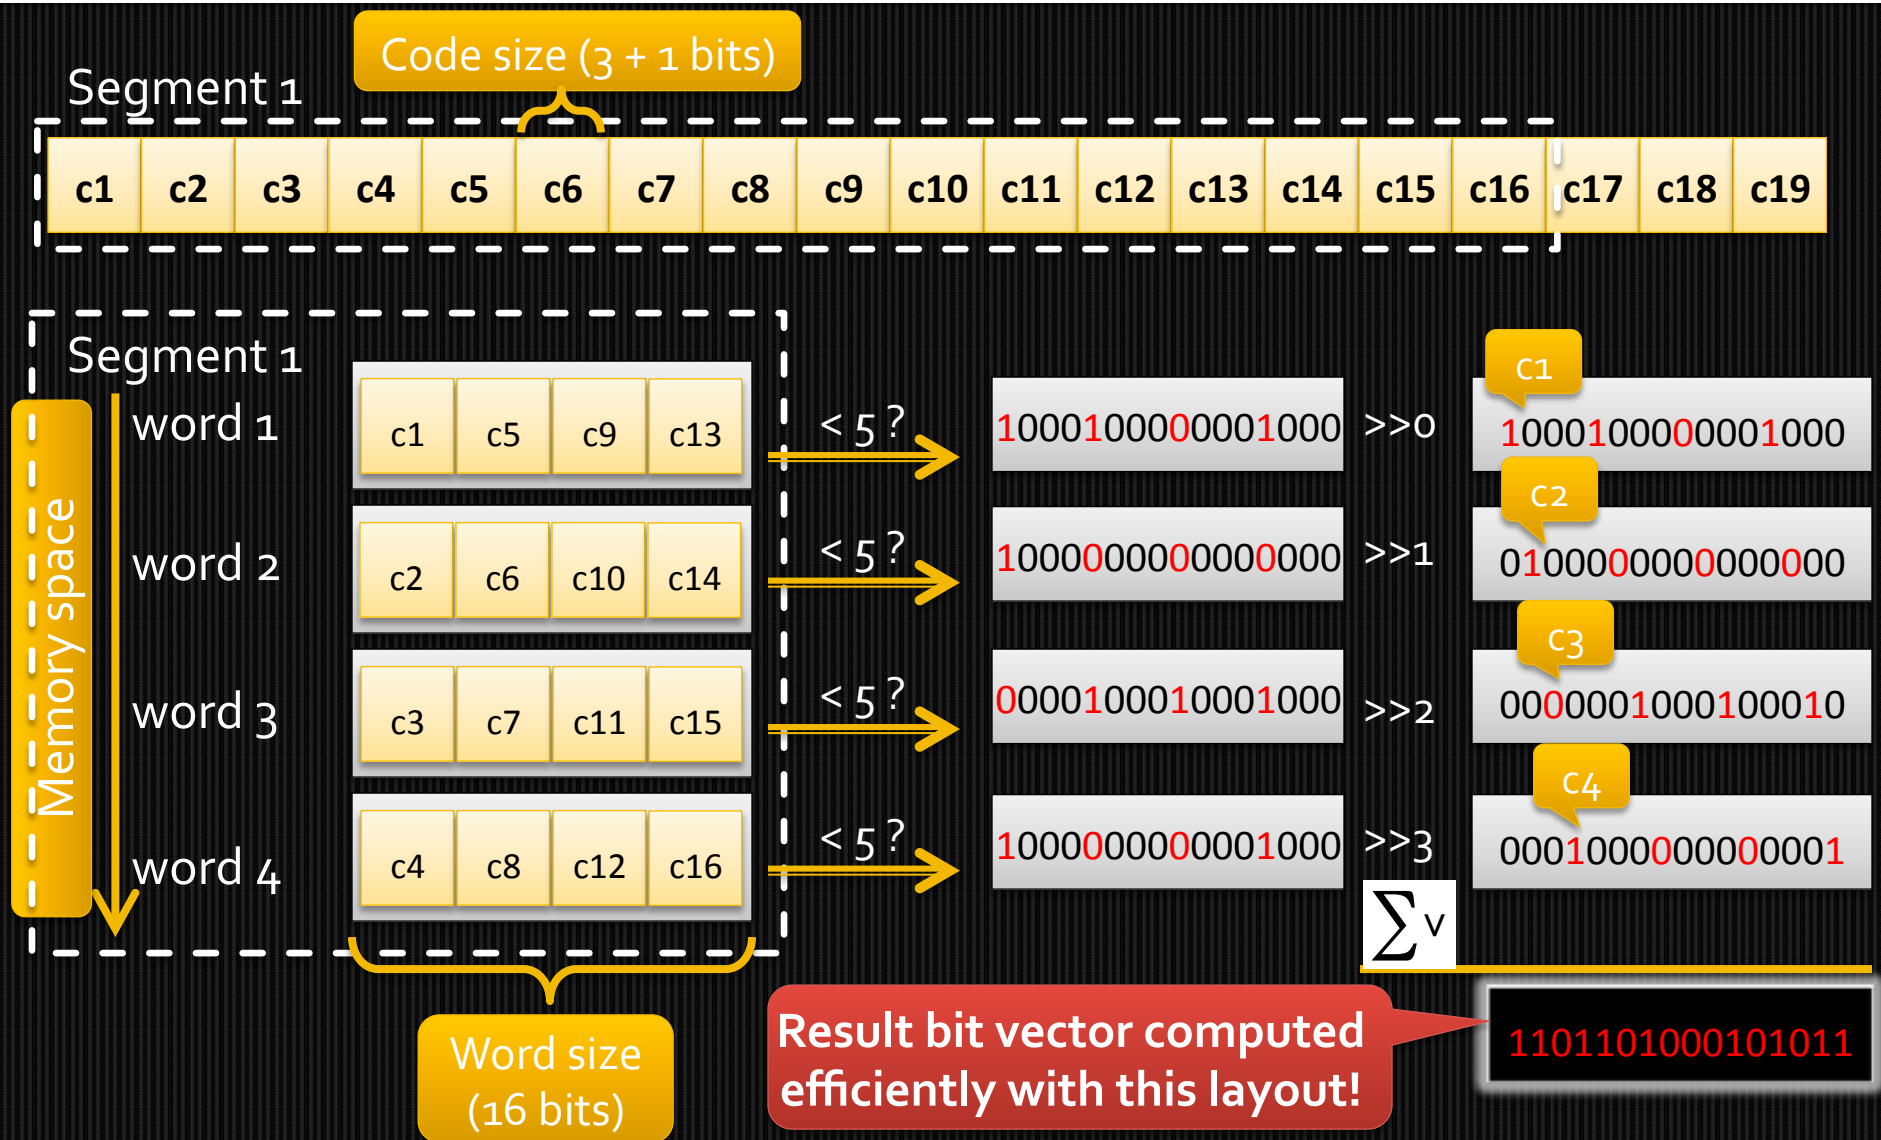 Code size (3 + 1 bits)
Segment 1
c1 c2 c3 c4 c5 c6 c7 c8 c9 c10 c11 c12 c13 c14 c15 c16 c17 c18 c19
Segment 1
Memory space
word 1
c1 c5 c9 c13
< 5 ?
1000100000001000
>>0
c1
1000100000001000
word 2
c2 c6 c10 c14
< 5 ?
1000000000000000
>>1
c2
0100000000000000
word 3
c3 c7 c11 c15
< 5 ?
0000100010001000
>>2
c3
0000001000100010
word 4
c4 c8 c12 c16
< 5 ?
1000000000001000
>>3
c4
0001000000000001
∑∨
Word size
(16 bits)
Result bit vector computed
efficiently with this layout!
1101101000101011